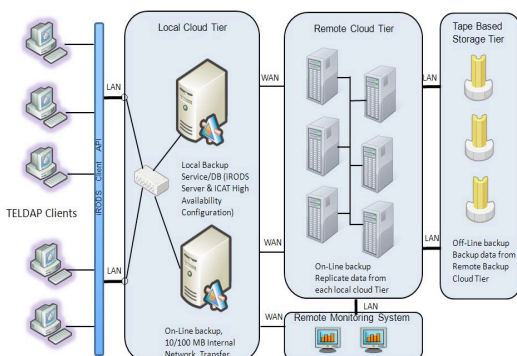 Local Cloud Tier
Remote Cloud Tier
Tape Based
Storage Tier
TELDAP Clients
iRODS Client API
LAN
LAN
Local Backup
Service/DB (iRODS
Server & ICAT High
Availability
Configuration)
On-Line backup,
10/100 MB Internal
Network Transfer
WAN
WAN
WAN
On-Line backup
Replicate data from
each local cloud Tier
LAN
LAN
Off-Line backup
Backup data from
Remote Backup
Cloud Tier
LAN
Remote Monitoring System